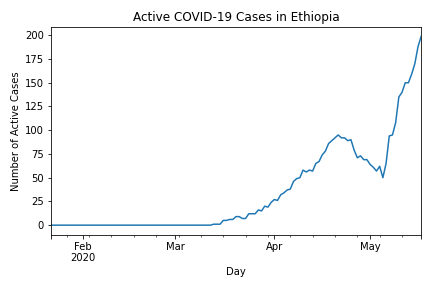 Active COVID-19 Cases in Ethiopia
Number of Active Cases
200
175
150
125
100
75
50
25
0
Feb Mar Apr May
2020
Day